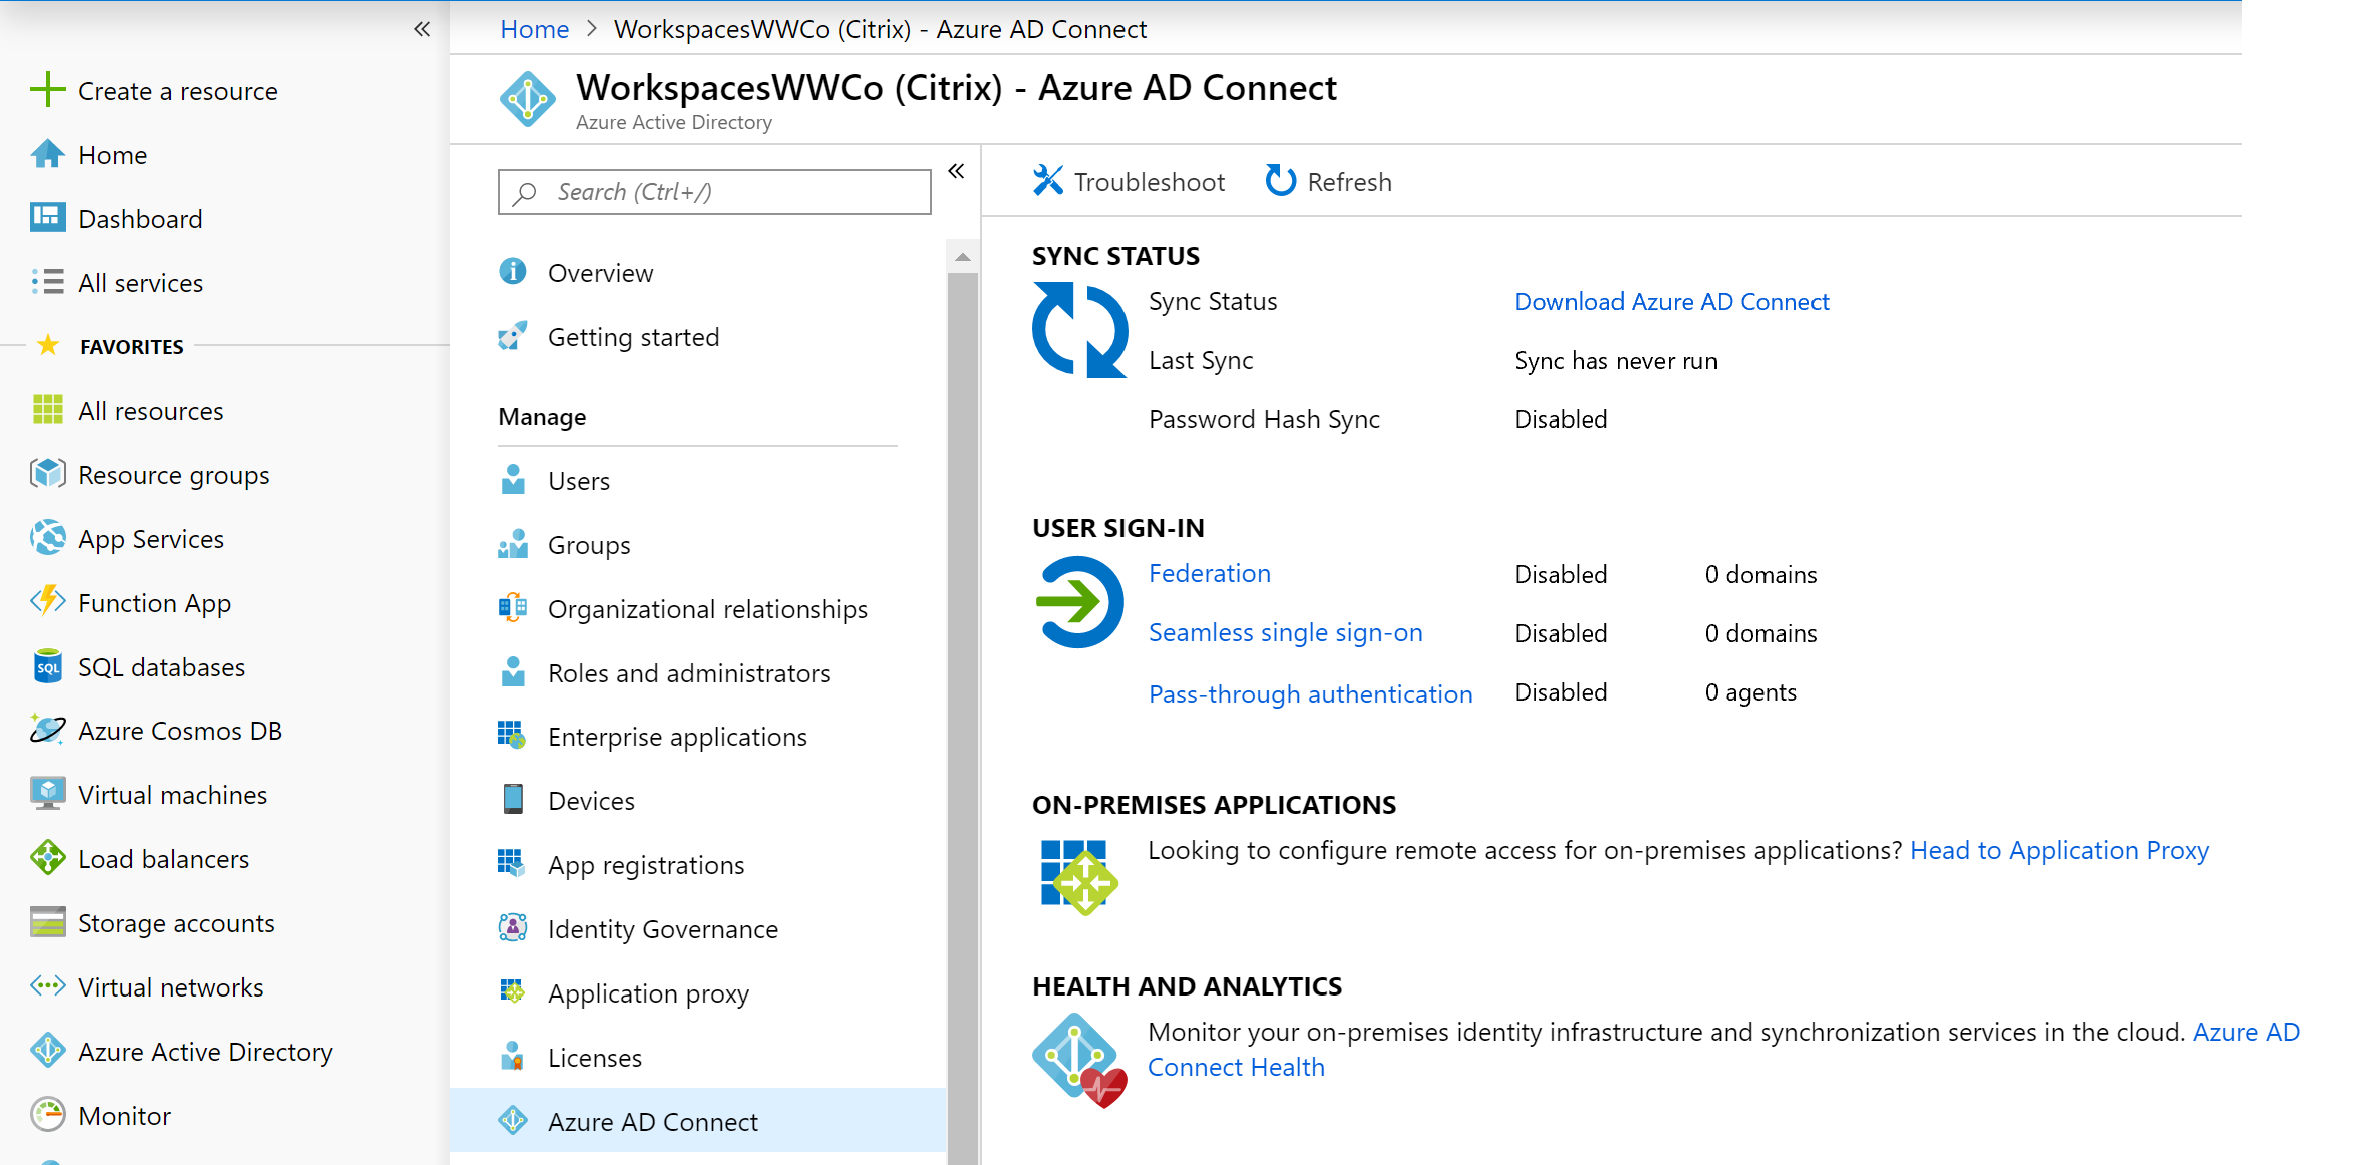 Create a resource
Home
Dashboard
All services
FAVORITES
All resources
Resource groups
App Services
Function App
SQL databases
Azure Cosmos DB
Virtual machines
Load balancers
Storage accounts
Virtual networks
Azure Active Directory
Monitor
Home > WorkspacesWWCo (Citrix) - Azure AD Connect
WorkspacesWWCo (Citrix) - Azure AD Connect
Azure Active Directory
Search (Ctrl+/)
Overview
Getting started
Manage
Users
Groups
Organizational relationships
Roles and administrators
Enterprise applications
Devices
App registrations
Identity Governance
Application proxy
Licenses
Azure AD Connect
Troubleshoot Refresh
SYNC STATUS
Sync Status Download Azure AD Connect
Last Sync Sync has never run
Password Hash Sync Disabled
USER SIGN-IN
Federation Disabled 0 domains
Seamless single sign-on Disabled 0 domains
Pass-through authentication Disabled 0 agents
ON-PREMISES APPLICATIONS
Looking to configure remote access for on-premises applications? Head to Application Proxy
HEALTH AND ANALYTICS
Monitor your on-premises identity infrastructure and synchronization services in the cloud. Azure AD
Connect Health